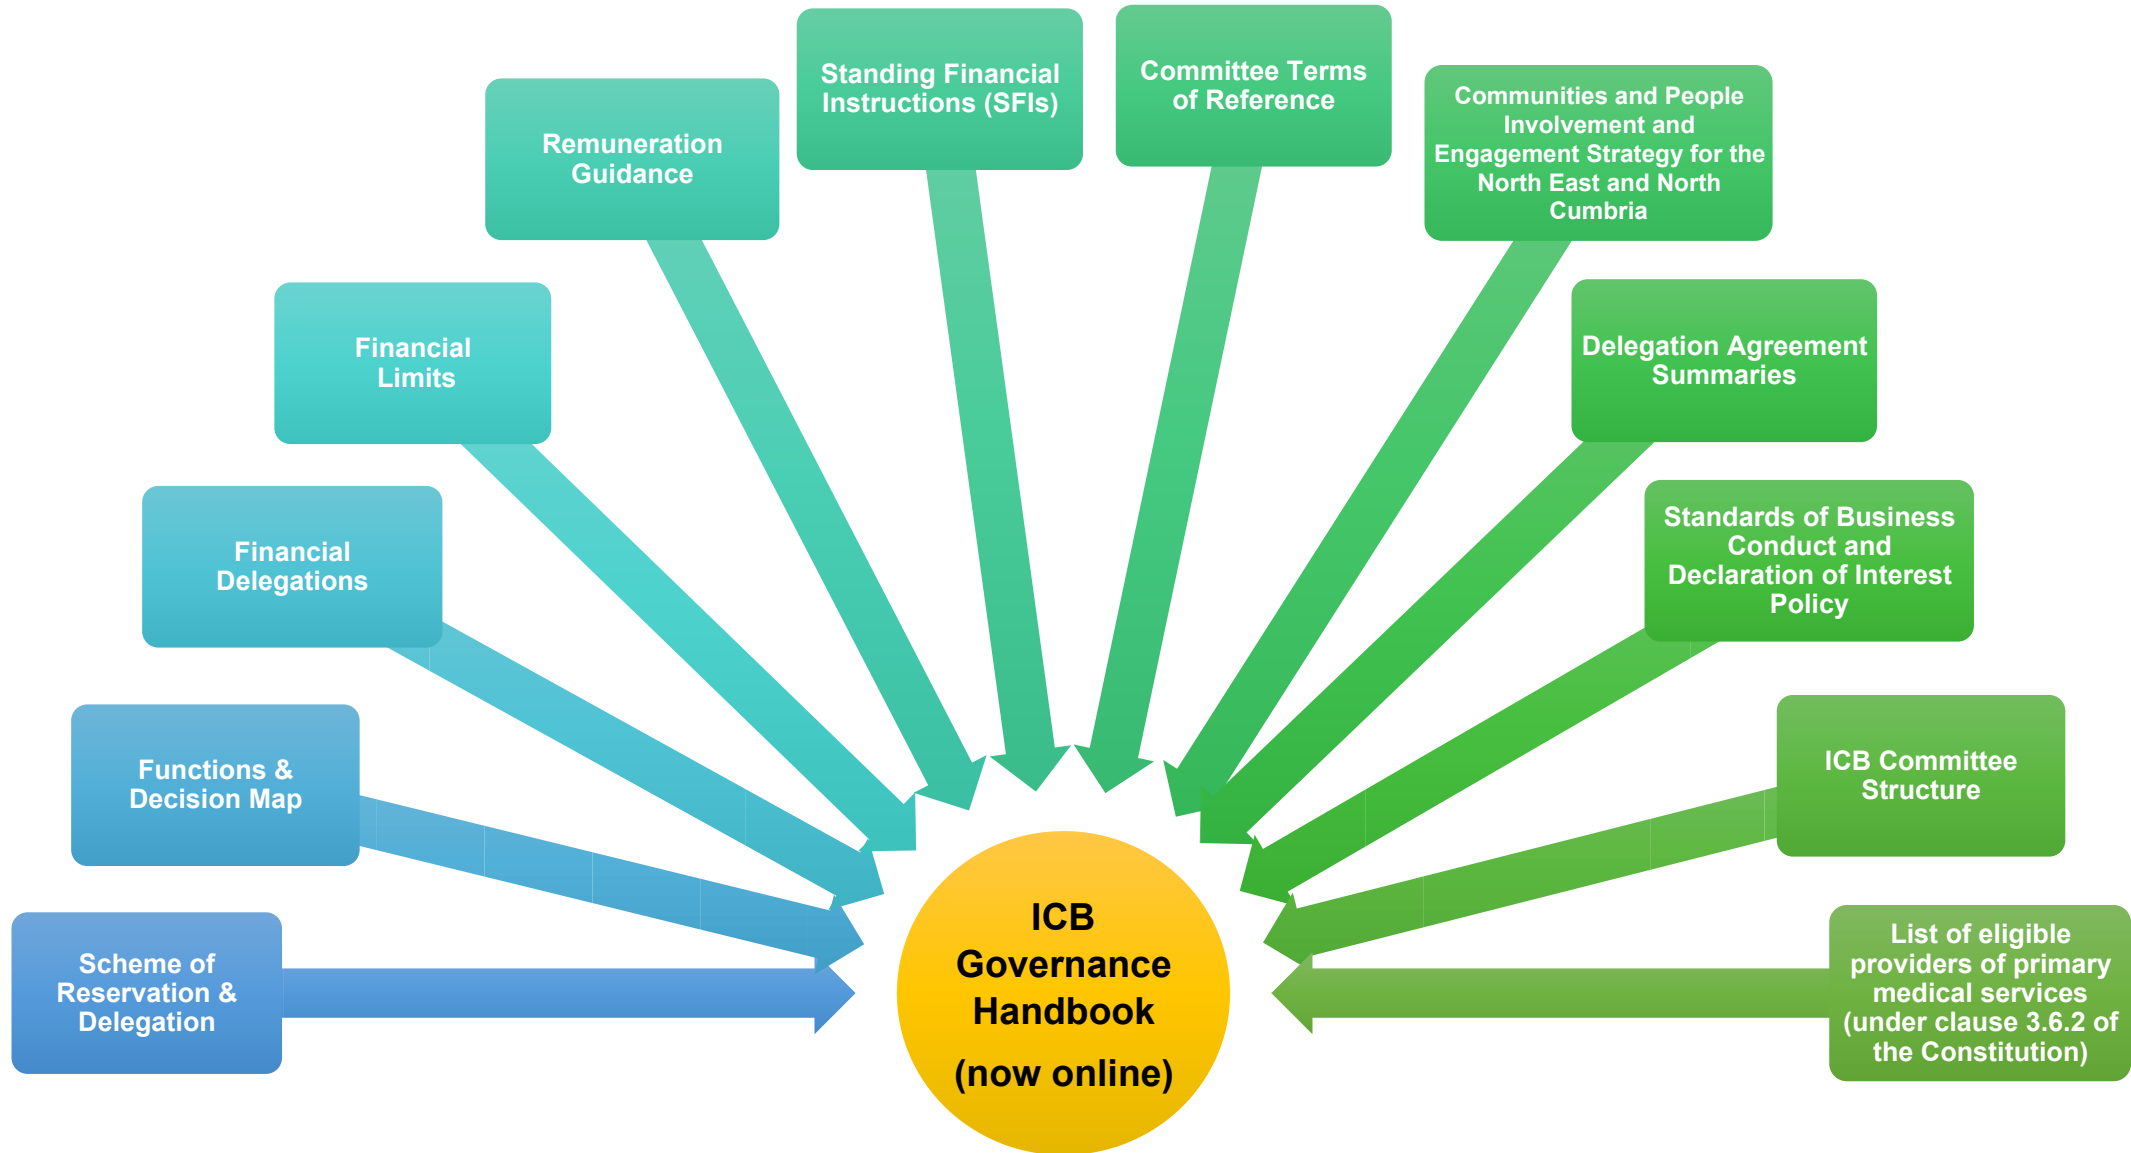 Standing Financial
Instructions (SFIs)
Committee Terms
of Reference
Communities and People
Involvement and
Engagement Strategy for the
North East and North
Cumbria
Remuneration
Guidance
Financial
Limits
Delegation Agreement
Summaries
Financial
Delegations
Standards of Business
Conduct and
Declaration of Interest
Policy
Functions &
Decision Map
ICB Committee
Structure
Scheme of
Reservation &
Delegation
ICB
Governance
Handbook
(now online)
List of eligible
providers of primary
medical services
(under clause 3.6.2 of
the Constitution)